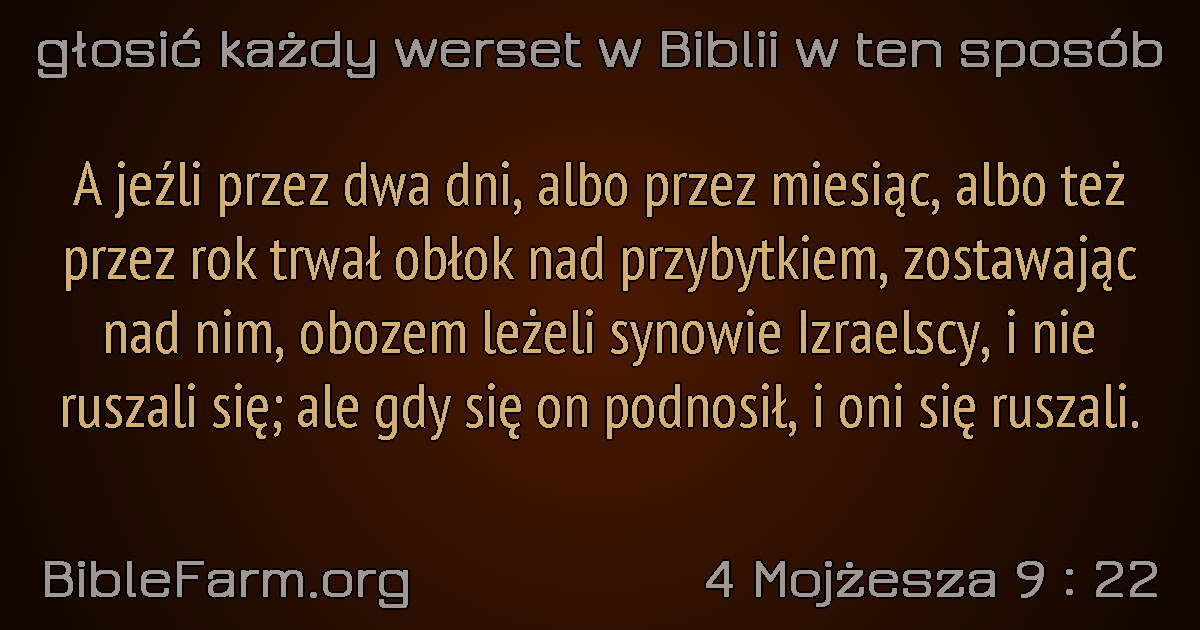 głosić każdy werset w Biblii w ten sposób
A jeźli przez dwa dni, albo przez miesiąc, albo też
przez rok trwał obłok nad przybytkiem, zostawając
nad nim, obozem leżeli synowie Izraelscy, i nie
ruszali się; ale gdy się on podnosił, i oni się ruszali.
BibleFarm.org
4 Mojżesza 9 : 22